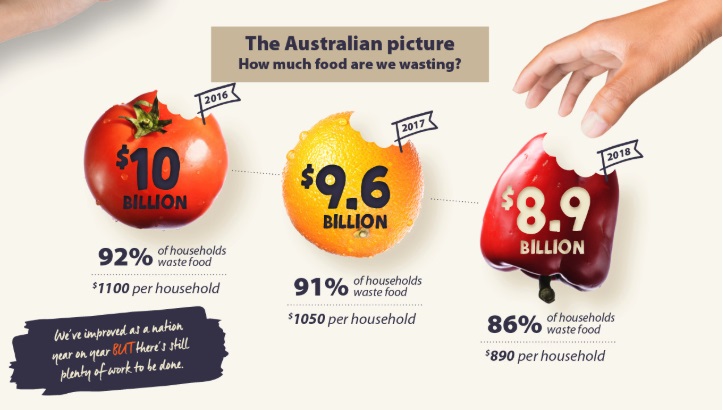 The Australian picture
How much food are we wasting?
2016
$10
BILLION
92% of households
waste food
$1100 per household
2017
$9.6
BILLION
91% of households
waste food
$1050 per household
2018
$8.9
BILLION
86% of households
waste food
$890 per household
We've improved as a nation
year on year BUT there's still
plenty of work to be done.